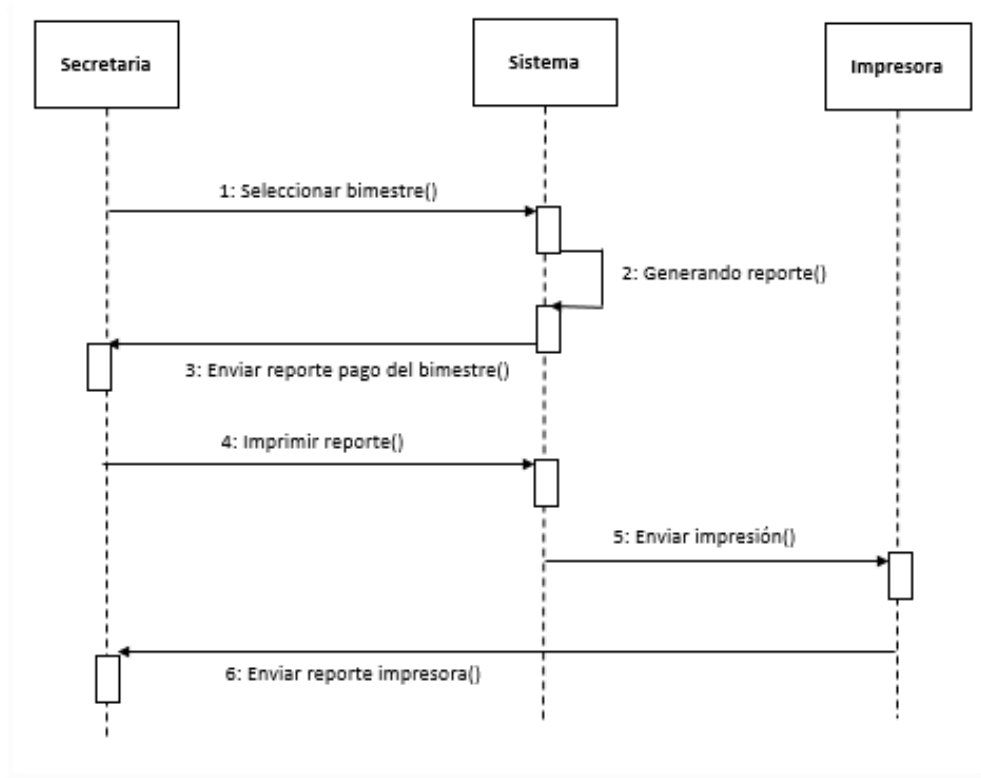 Secretaria
Sistema
Impresora
1: Seleccionar bimestre()
2: Generando reporte()
3: Enviar reporte pago del bimestre()
4: Imprimir reporte()
5: Enviar impresión()
6: Enviar reporte impresora()